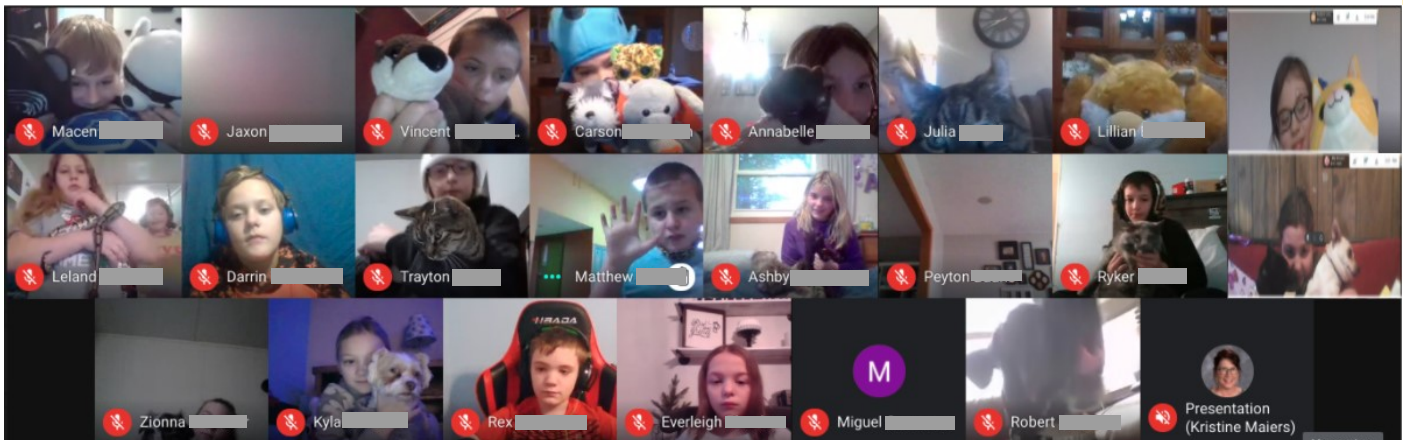 Macen
Jaxon
Vincent
Carson
Annabelle
Julia
Lillian
Leland
Darrin
Trayton
Matthew
Ashby
Peyton
Ryker
Zionna
Kyla
HIRADA
Rex
Everleigh
M
Miguel
Robert
Presentation
(Kristine Maiers)